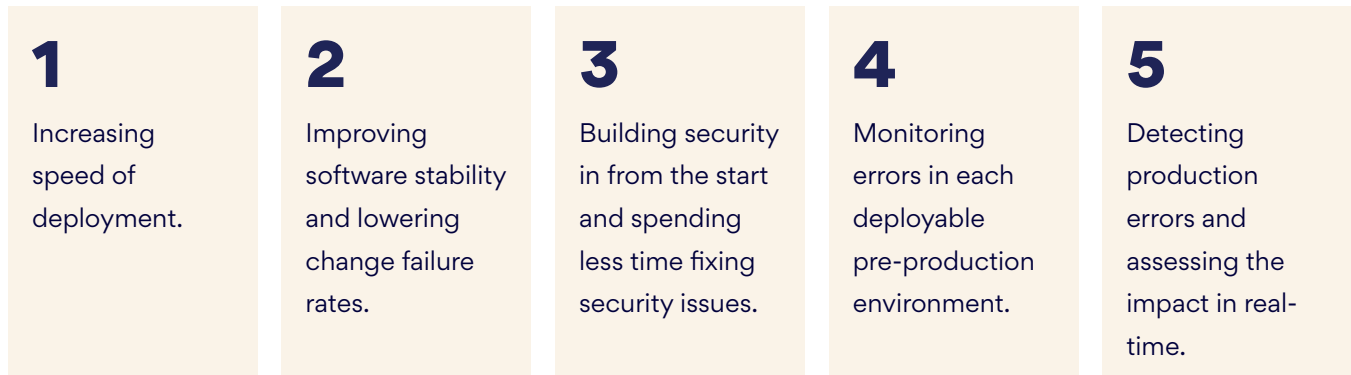 1
Increasing
speed of
deployment.
2
Improving
software stability
and lowering
change failure
rates.
3
Building security
in from the start
and spending
less time fixing
security issues.
4
Monitoring
errors in each
deployable
pre-production
environment.
5
Detecting
production
errors and
assessing the
impact in real-
time.